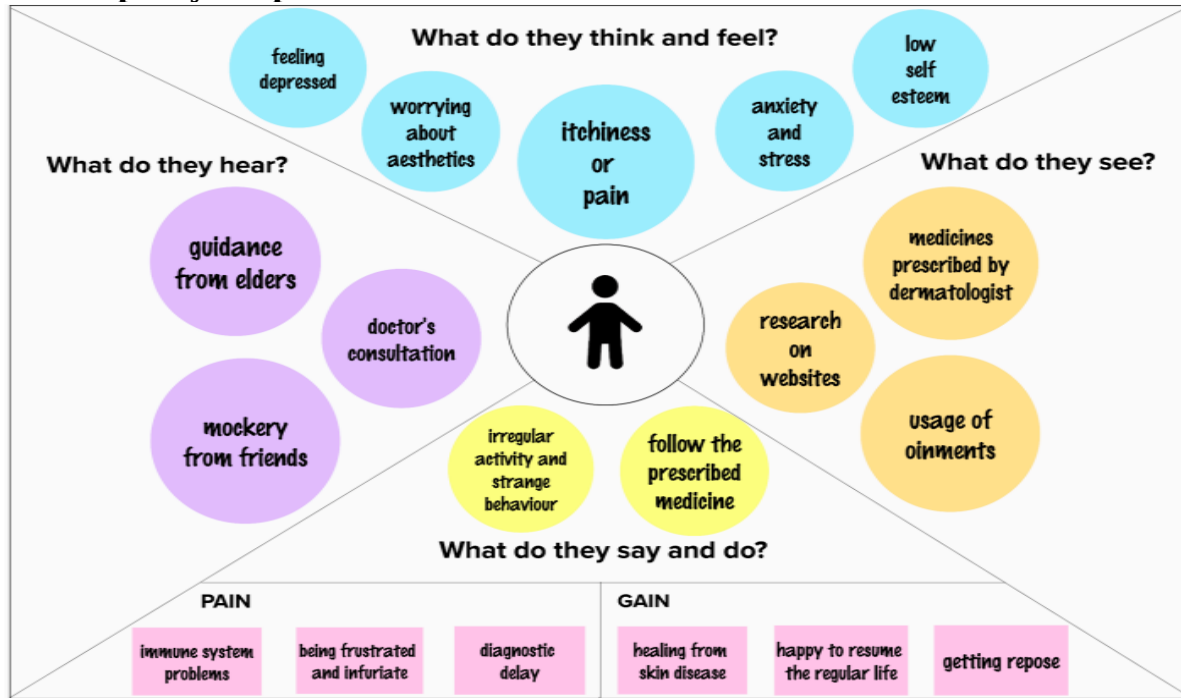 What do they think and feel?
feeling
depressed
worrying
about
aesthetics
itchiness
or
pain
anxiety
and
stress
low
self
esteem
What do they hear?
guidance
from elders
doctor's
consultation
mockery
from friends
What do they see?
medicines
prescribed by
dermatologist
research
on
websites
usage of
oinments
irregular
activity and
strange
behaviour
follow the
prescribed
medicine
What do they say and do?
PAIN
immune system
problems
being frustrated
and infuriate
diagnostic
delay
GAIN
healing from
skin disease
happy to resume
the regular life
getting repose